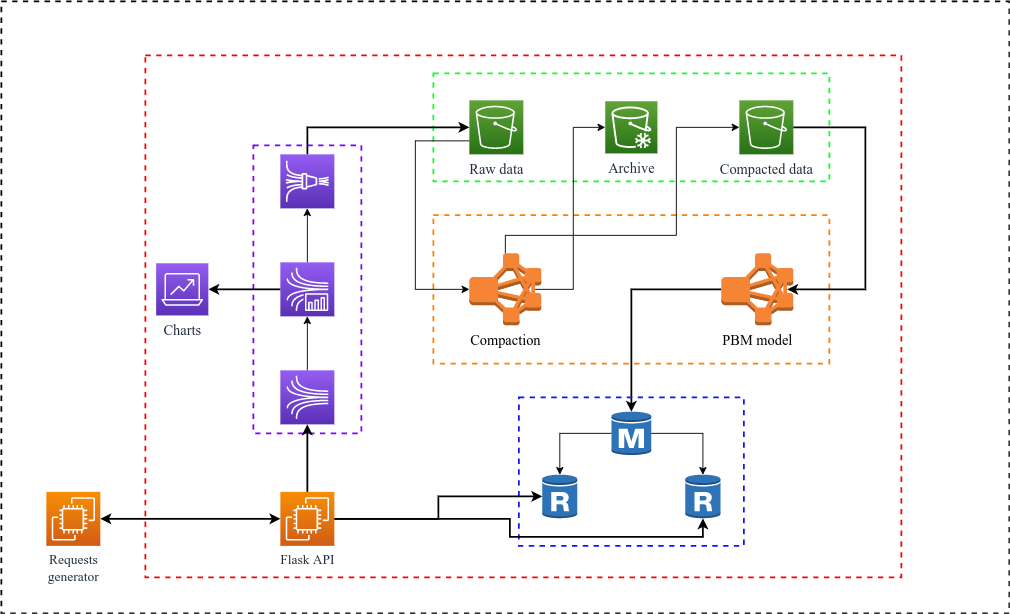 Raw data
Archive
Compacted data
Charts
Compaction
PBM model
M
R
R
Requests
generator
Flask API